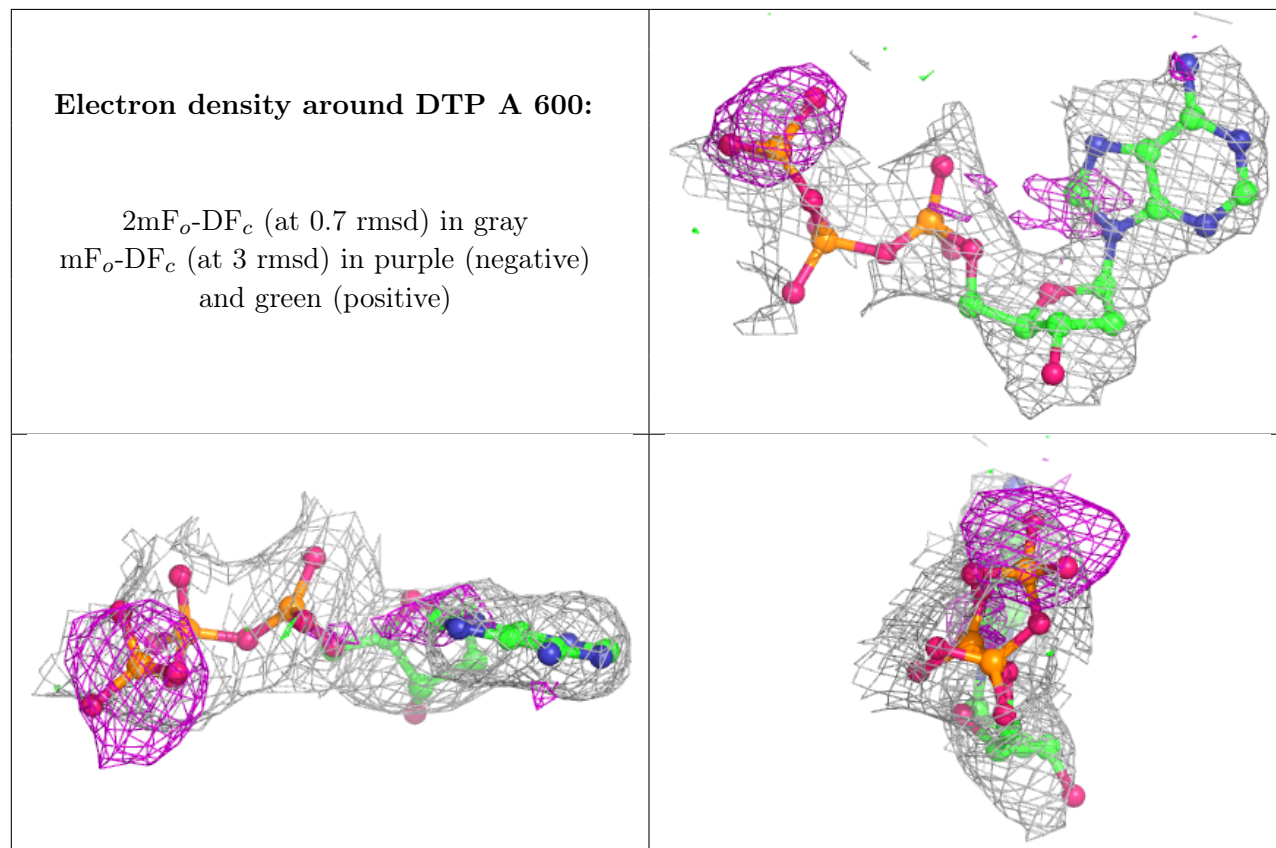 Electron density around DTP A 600:
2mFo-DFc (at 0.7 rmsd) in gray
mFo-DFc (at 3 rmsd) in purple (negative)
and green (positive)